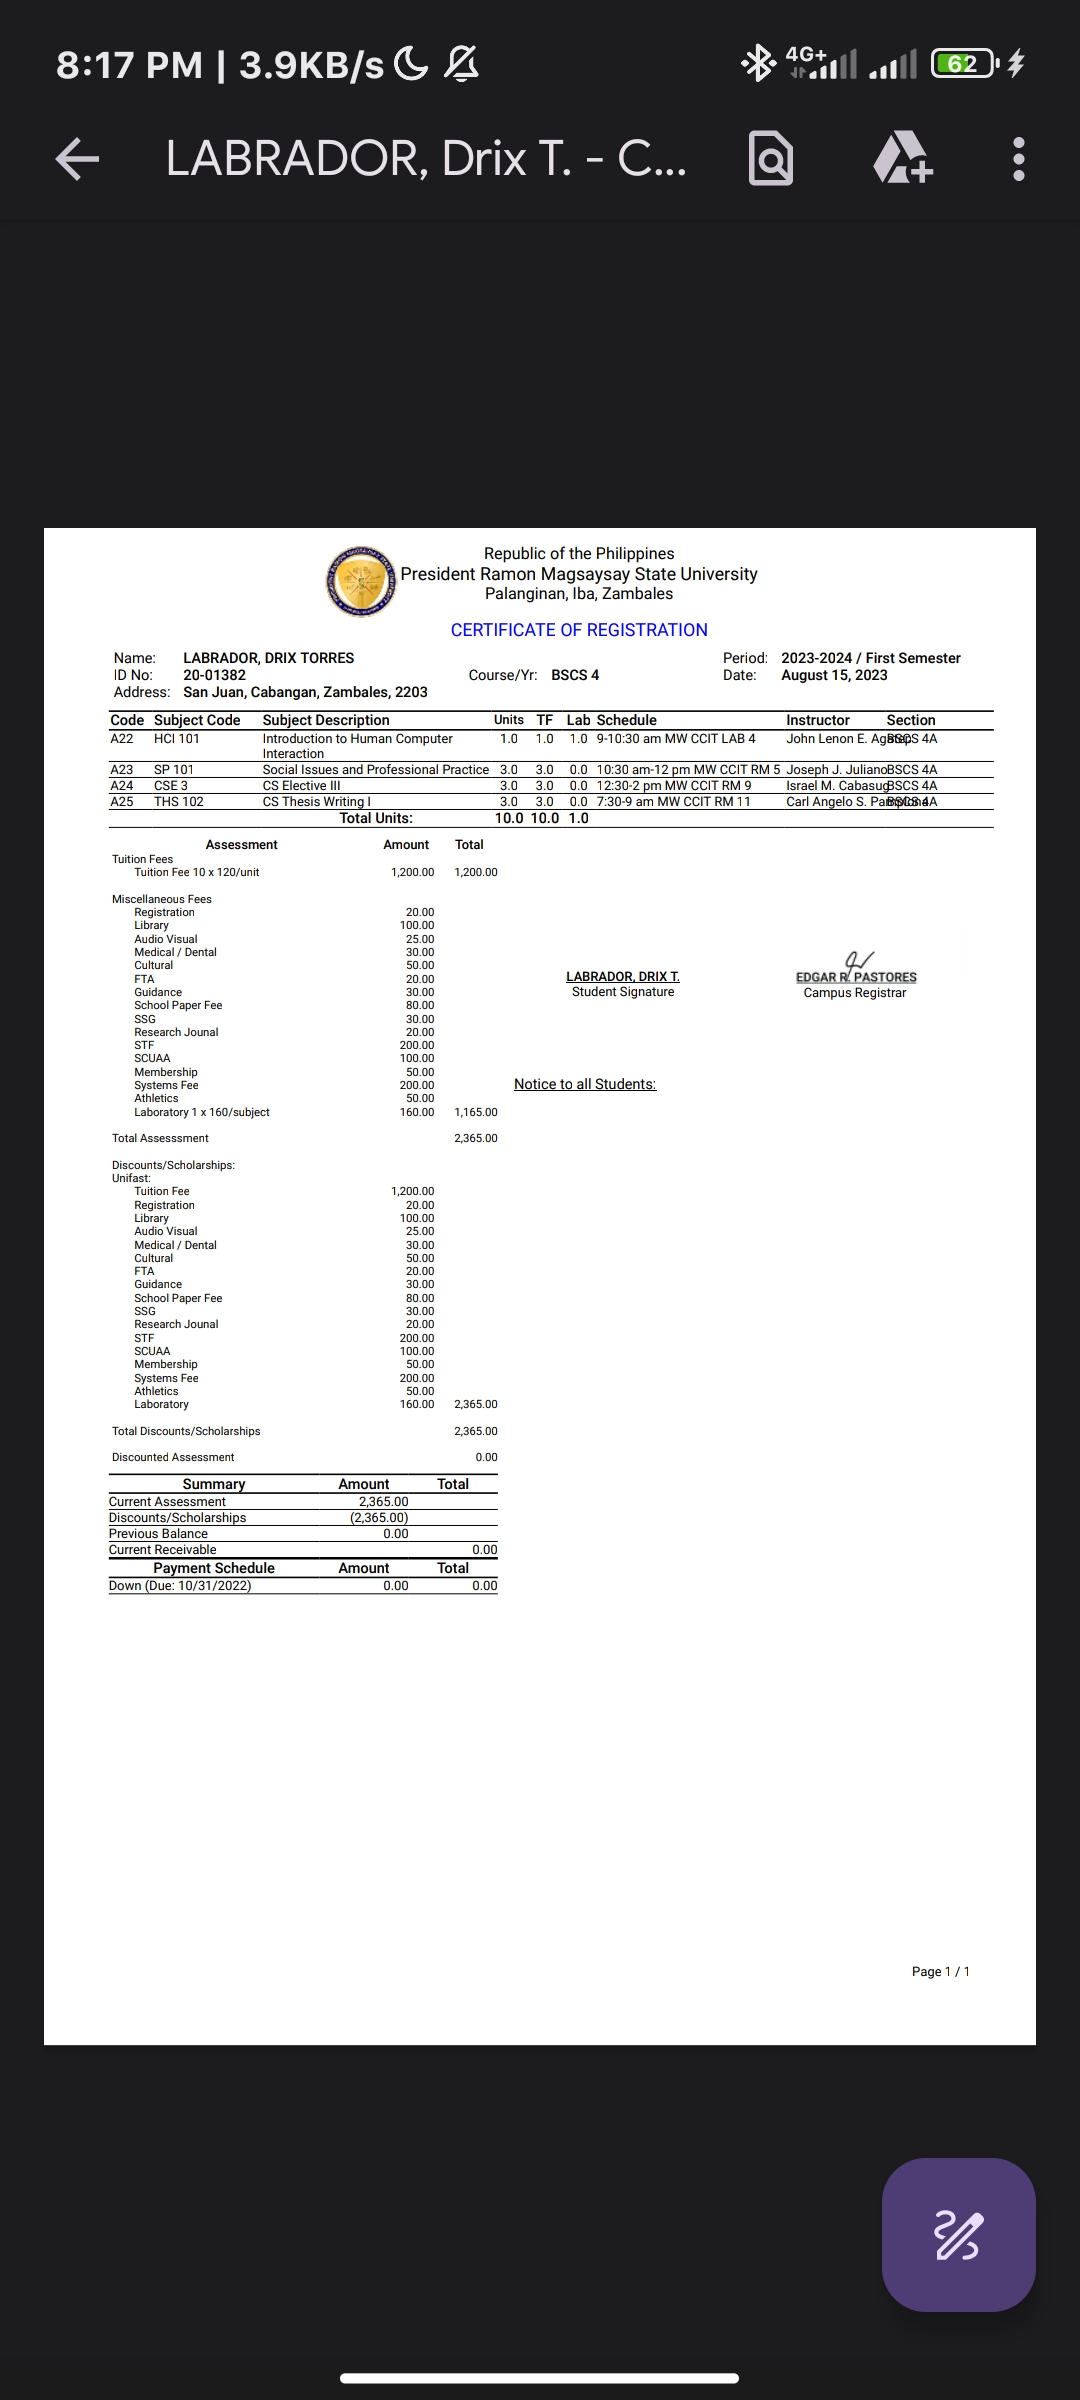 8:17 PM | 3.9KB/s 4G+ 62
LABRADOR, Drix T. - C...
Republic of the Philippines
President Ramon Magsaysay State University
Palanginan, Iba, Zambales
CERTIFICATE OF REGISTRATION
Name: LABRADOR, DRIX TORRES Period: 2023-2024 / First Semester
ID No: 20-01382 Course/Yr: BSCS 4 Date: August 15, 2023
Address: San Juan, Cabangan, Zambales, 2203
Code Subject Code Subject Description Units TF Lab Schedule Instructor Section
A22 HCI 101 Introduction to Human Computer 1.0 1.0 1.0 9-10:30 am MW CCIT LAB 4 John Lenon E. BSCS 4A
Interaction
A23 SP 101 Social Issues and Professional Practice 3.0 3.0 0.0 10:30 am-12 pm MW CCIT RM 5 Joseph J. Juliano BSCS 4A
A24 CSE 3 CS Elective III 3.0 3.0 0.0 12:30-2 pm MW CCIT RM 9 Israel M. Cabasug BSCS 4A
A25 THS 102 CS Thesis Writing I 3.0 3.0 0.0 7:30-9 am MW CCIT RM 11 Carl Angelo S. Pamplona BSCS 4A
Total Units: 10.0 10.0 1.0
Assessment Amount Total
Tuition Fees
Tuition Fee 10 x 120/unit 1,200.00 1,200.00
Miscellaneous Fees
Registration 20.00
Library 100.00
Audio Visual 25.00
Medical / Dental 30.00
Cultural 50.00
FTA 20.00
Guidance 30.00
School Paper Fee 80.00
SSG 30.00
Research Jounal 20.00
STF 200.00
SCUAA 100.00
Membership 50.00
Systems Fee 200.00
Athletics 50.00
Laboratory 1 x 160/subject 160.00 1,165.00
Total Assesssment 2,365.00
LABRADOR, DRIX T.
Student Signature
EDGAR R. PASTORES
Campus Registrar
Notice to all Students:
Discounts/Scholarships:
Unifast:
Tuition Fee 1,200.00
Registration 20.00
Library 100.00
Audio Visual 25.00
Medical / Dental 30.00
Cultural 50.00
FTA 20.00
Guidance 30.00
School Paper Fee 80.00
SSG 30.00
Research Jounal 20.00
STF 200.00
SCUAA 100.00
Membership 50.00
Systems Fee 200.00
Athletics 50.00
Laboratory 160.00 2,365.00
Total Discounts/Scholarships 2,365.00
Discounted Assessment 0.00
Summary Amount Total
Current Assessment 2,365.00
Discounts/Scholarships (2,365.00)
Previous Balance 0.00
Current Receivable 0.00
Payment Schedule Amount Total
Down (Due: 10/31/2022) 0.00 0.00
Page 1 / 1